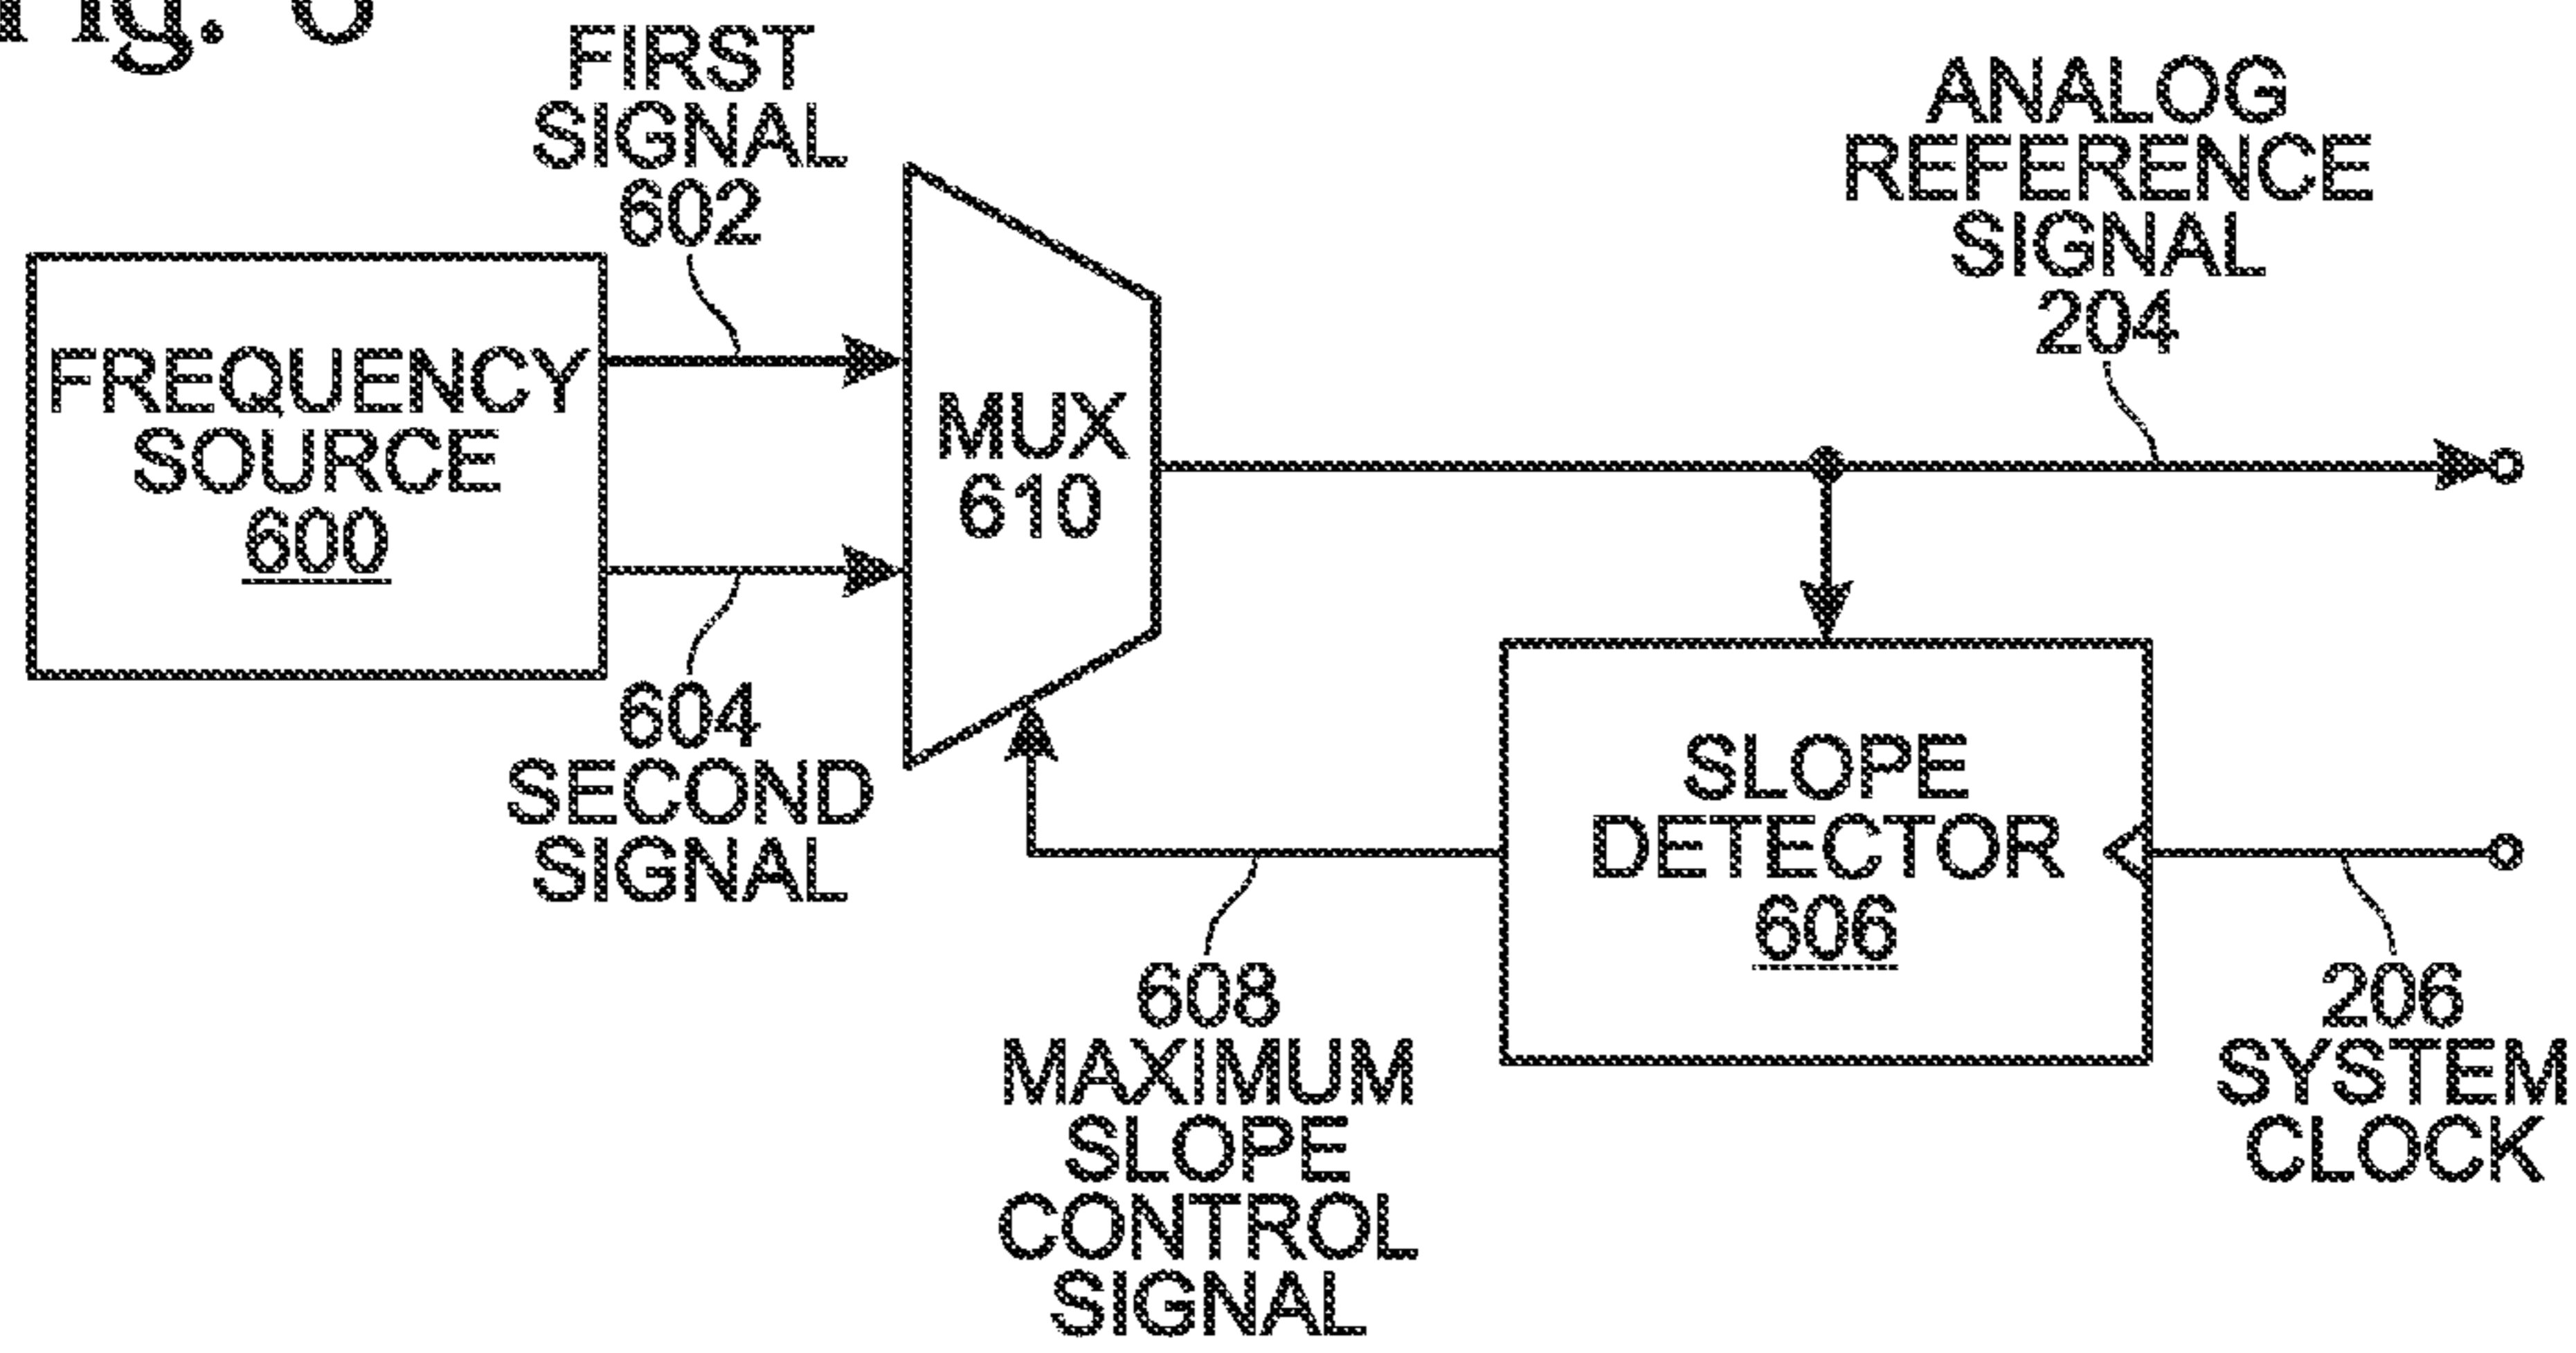 Fig. 6
FIRST
SIGNAL
602
ANALOG
REFERENCE
SIGNAL
204
FREQUENCY
SOURCE
600
MUX
610
604
SECOND
SIGNAL
SLOPE
DETECTOR
606
608
MAXIMUM
SLOPE
CONTROL
SIGNAL
206
SYSTEM
CLOCK